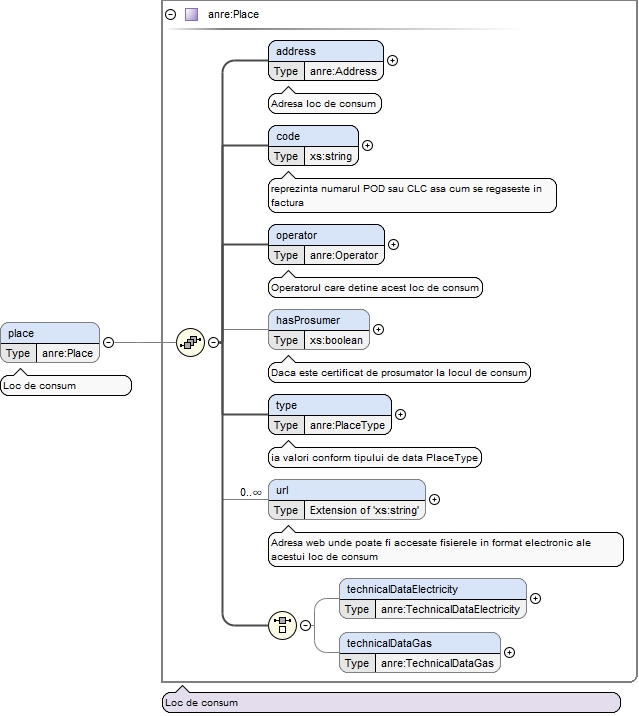 anre:Place
address
Type anre:Address
Adresa loc de consum
code
Type xs:string
reprezinta numarul POD sau CLC asa cum se regaseste in
factura
operator
Type anre:Operator
Operatorul care detine acest loc de consum
place
Type anre:Place
Loc de consum
hasProsumer
Type xs:boolean
Daca este certificat de prosumator la locul de consum
type
Type anre:PlaceType
ia valori conform tipului de data PlaceType
0..∞
url
Type Extension of 'xs:string'
Adresa web unde poate fi accesate fisierele in format electronic ale
acestui loc de consum
technicalDataElectricity
Type anre:TechnicalDataElectricity
technicalDataGas
Type anre:TechnicalDataGas
Loc de consum